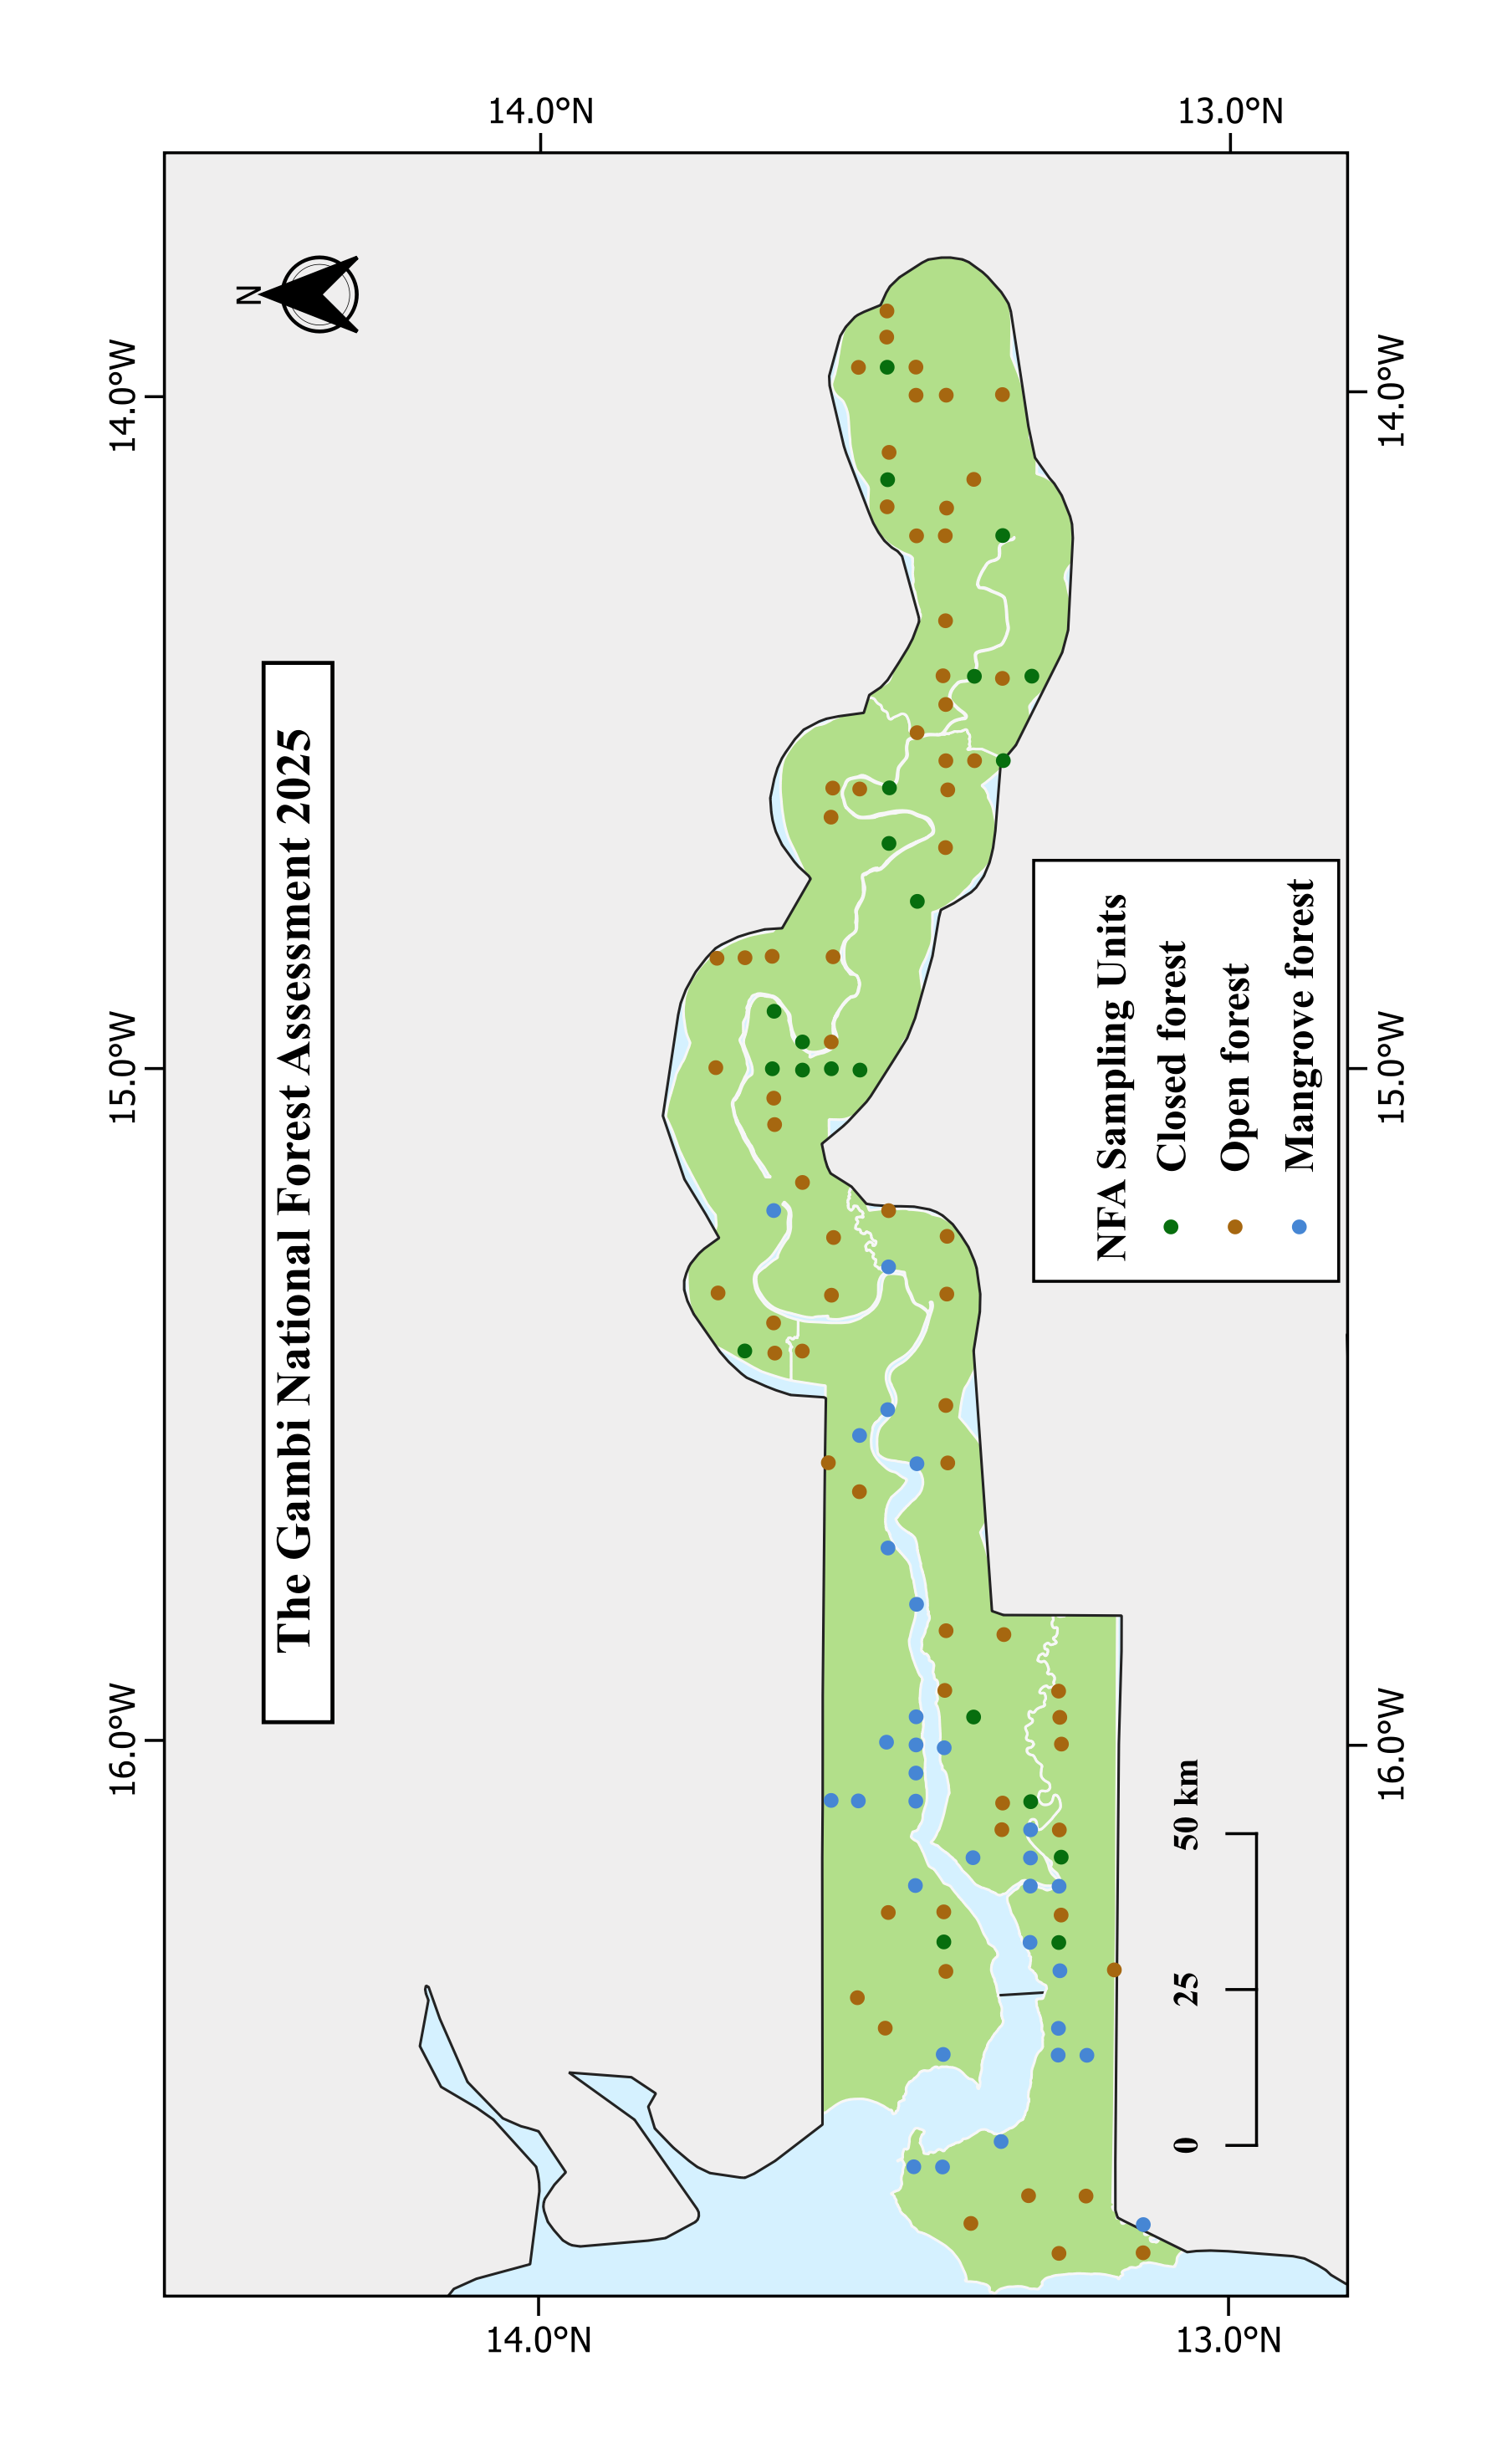 The Gambi National Forest Assessment 2025
N
16.0°W
15.0°W
14.0°W
14.0°N
14.0°N
13.0°N
13.0°N
NFA Sampling Units
Closed forest
Open forest
Mangrove forest
0 25 50 km
16.0°W
15.0°W
14.0°W